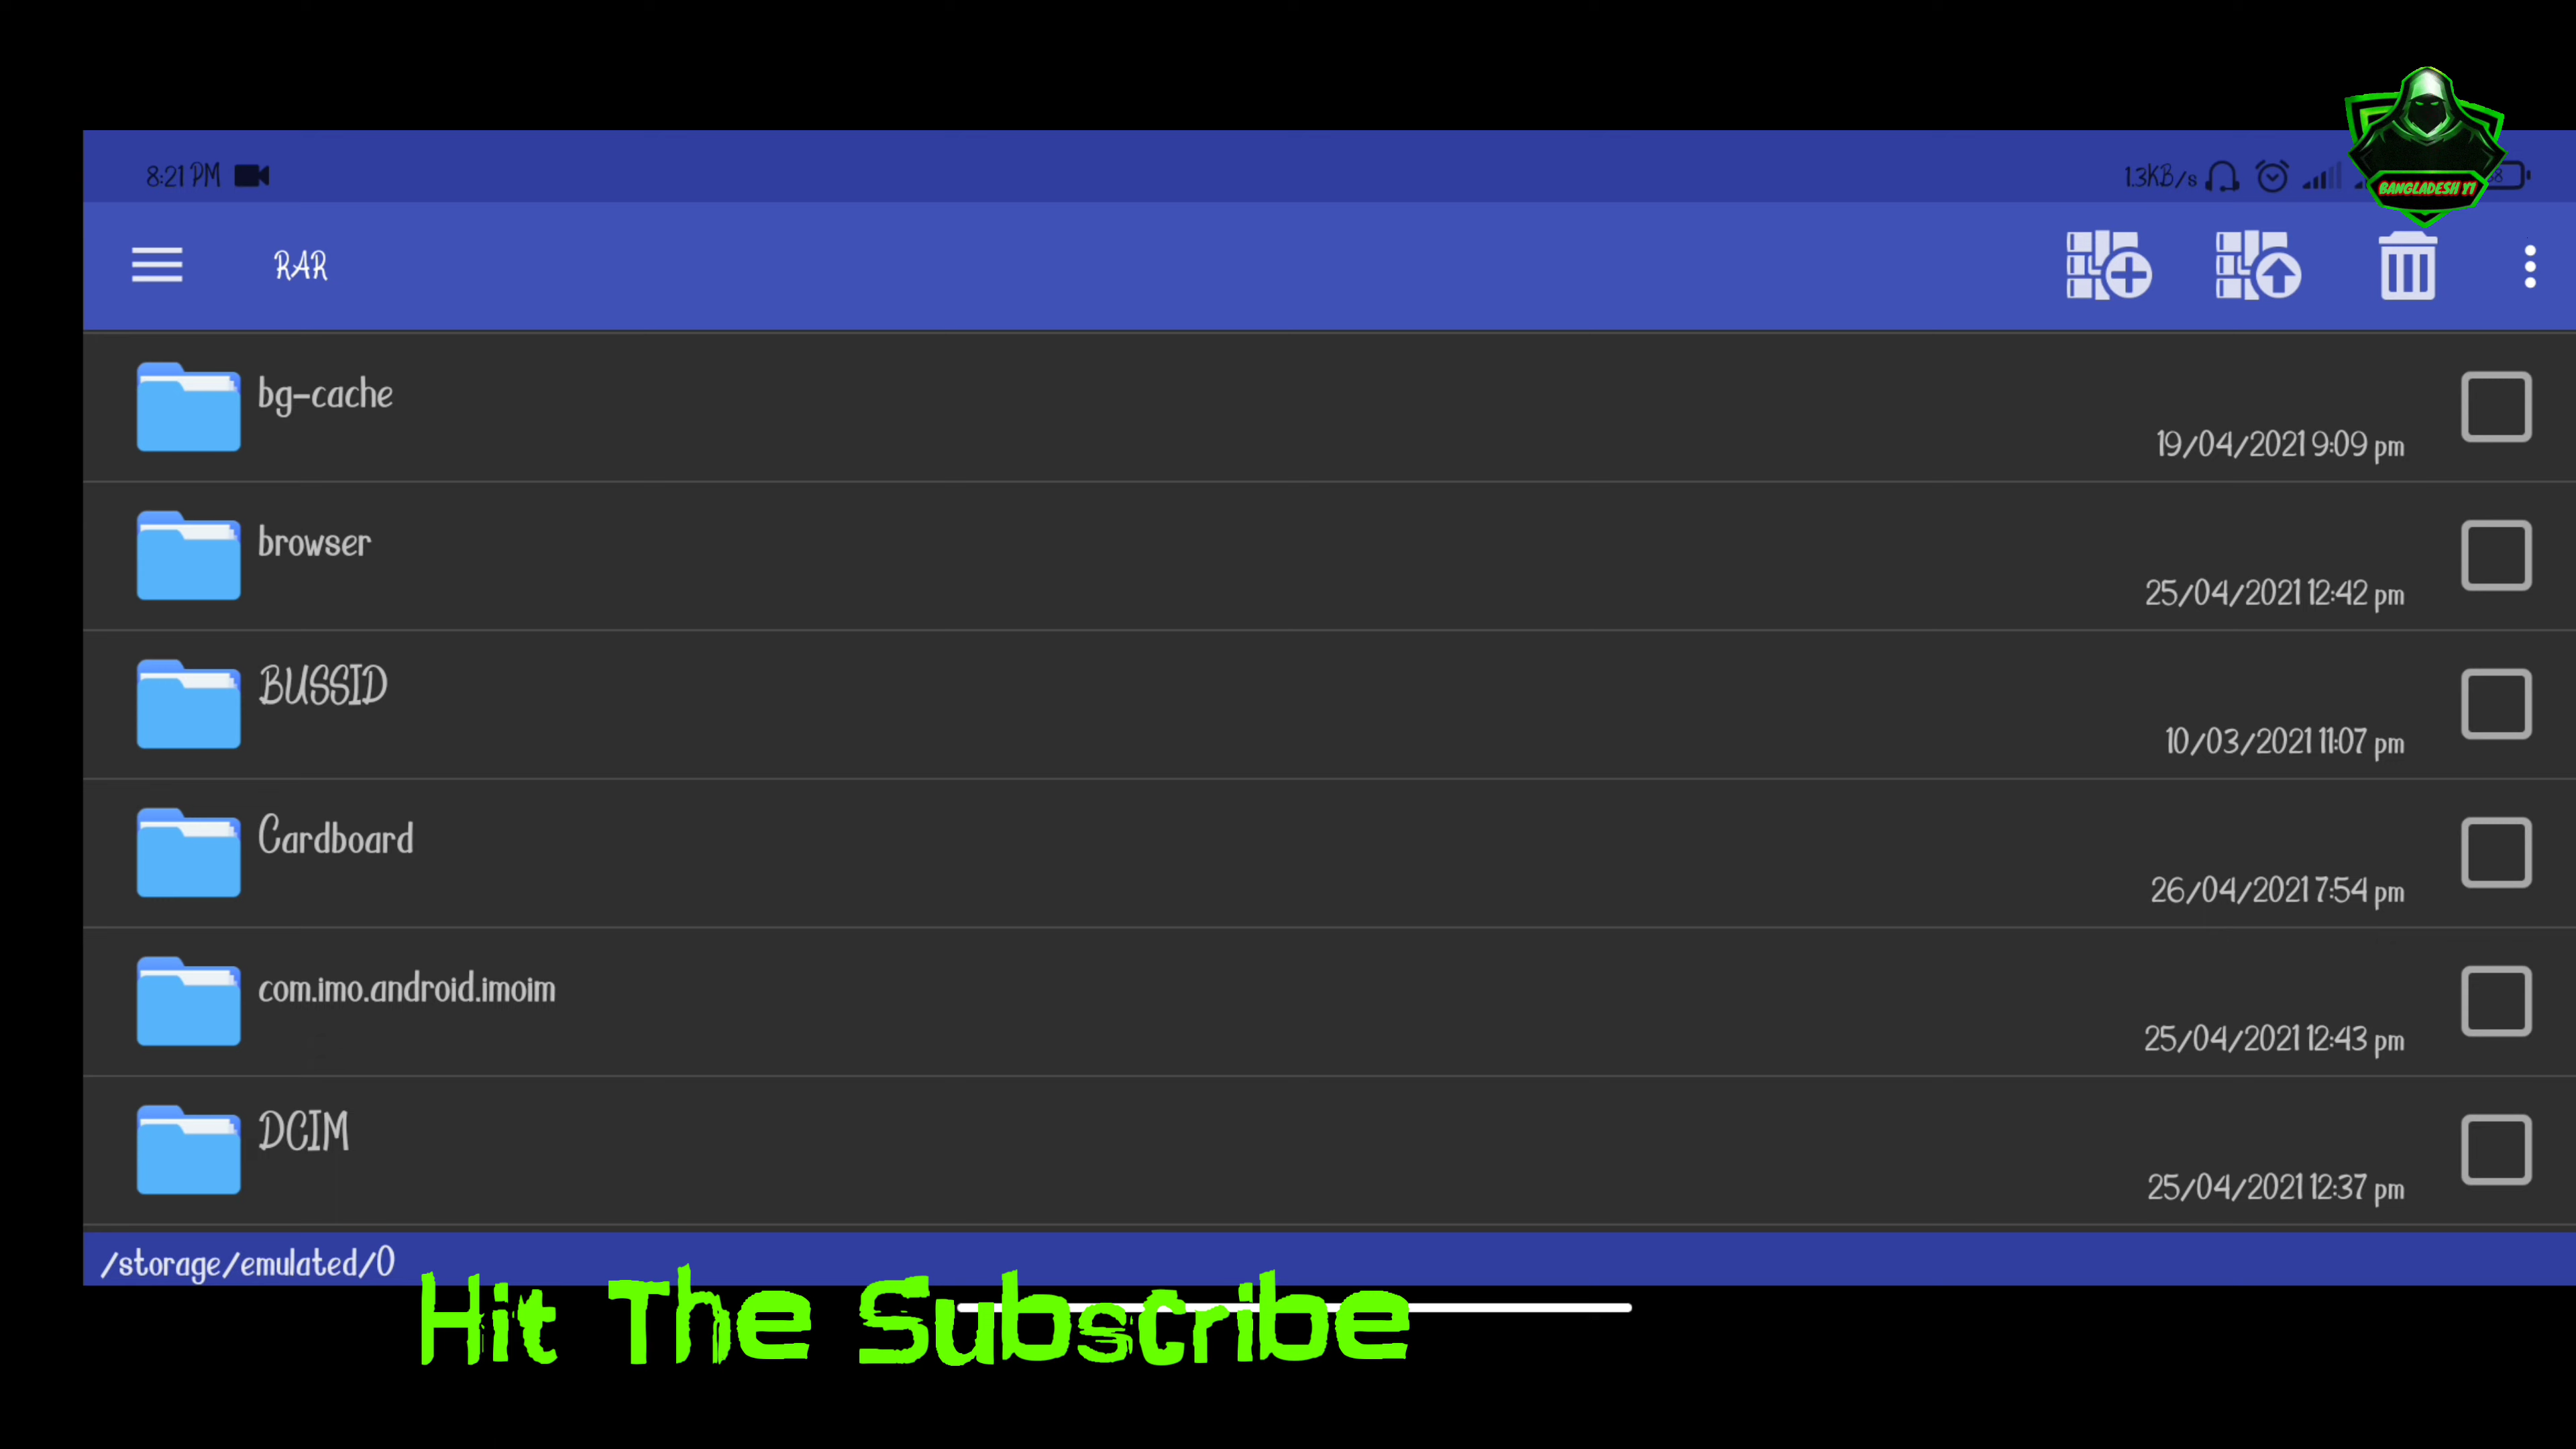 8:21 PM
1.3KB/s
BANGLADESH YT
RAR
bg-cache
19/04/2021 9:09 pm
browser
25/04/2021 12:42 pm
BUSSID
10/03/2021 11:07 pm
Cardboard
26/04/2021 7:54 pm
com.imo.android.imoim
25/04/2021 12:43 pm
DCIM
25/04/2021 12:37 pm
/storage/emulated/0
Hit The Subscribe